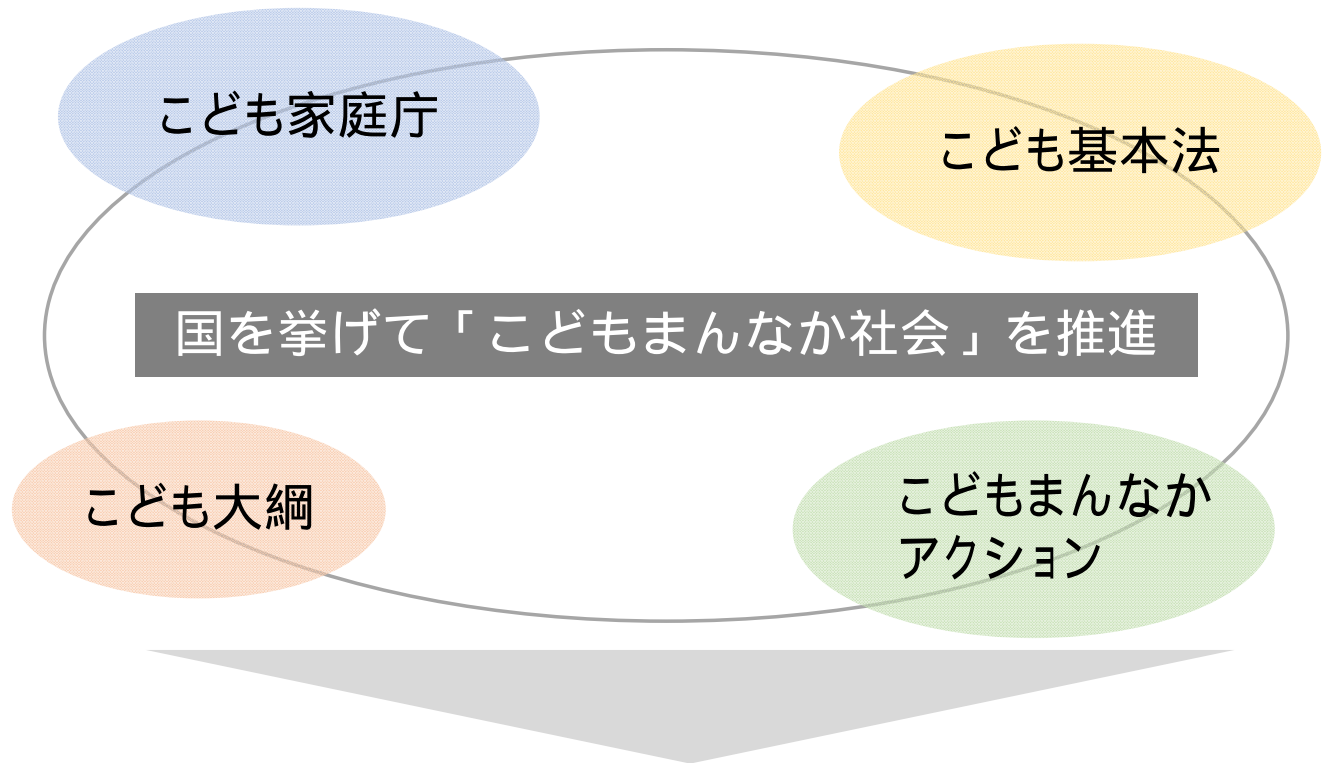 こども家庭庁
こども基本法
国を挙げて「こどもまんなか社会」を推進
こども大綱
こどもまんなか
アクション